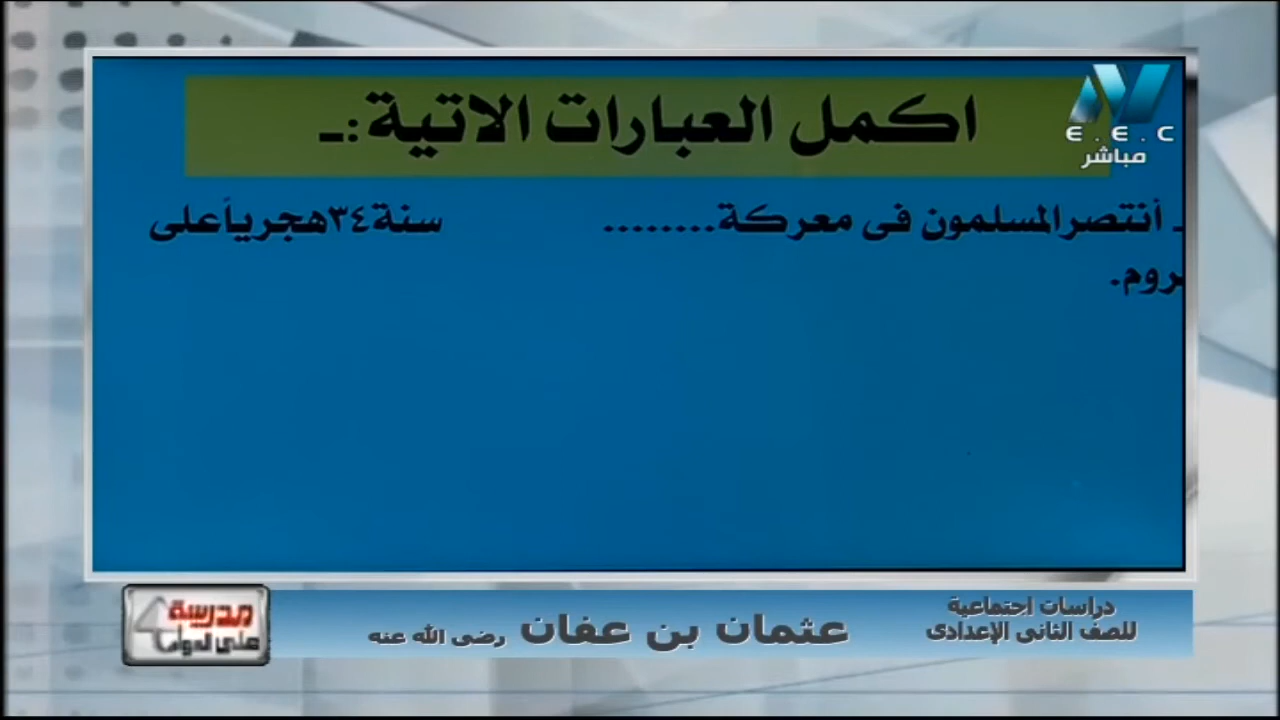 اكمل العبارات الاتية:ـ
E.E.C
مباشر
ـ أنتصرالمسلمون فى معركة........ سنة٣٤هجرياًعلى
روم.
دراسات اجتماعية
للصف الثانى الإعدادى
عثمان بن عفان رضى الله عنه
مدرسة
على الهواء